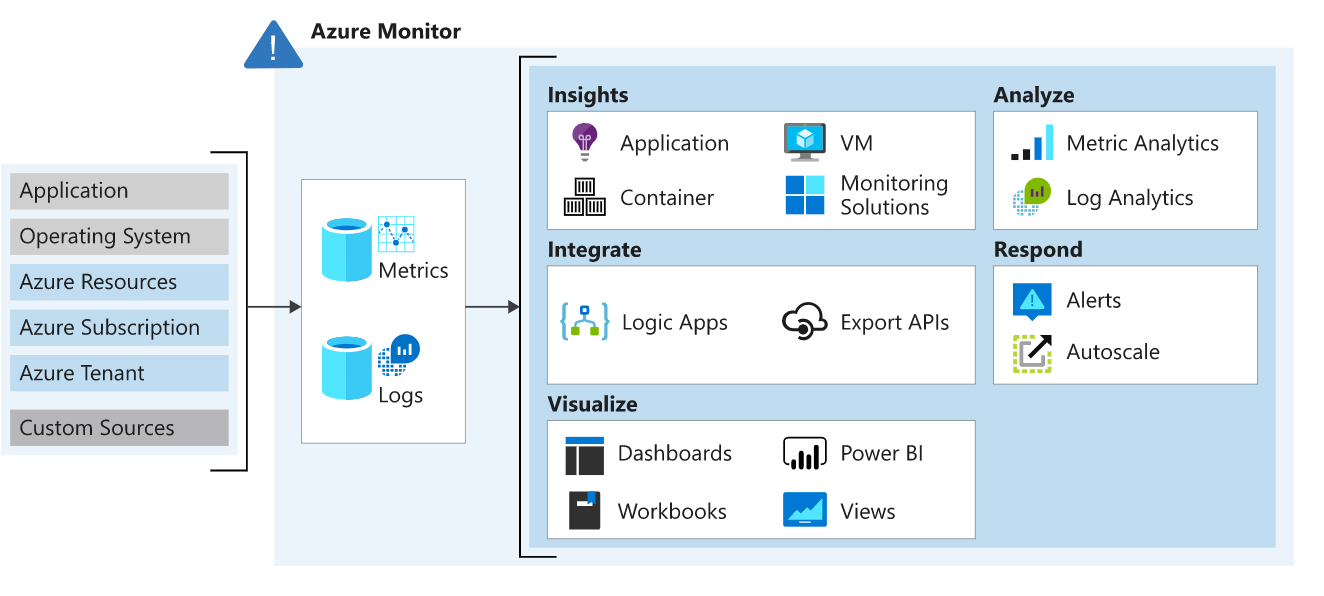 Azure Monitor
Application
Operating System
Azure Resources
Azure Subscription
Azure Tenant
Custom Sources
Metrics
Logs
Insights
Application
VM
Container
Monitoring
Solutions
Analyze
Metric Analytics
Log Analytics
Integrate
Logic Apps
Export APIs
Respond
Alerts
Autoscale
Visualize
Dashboards
Power BI
Workbooks
Views